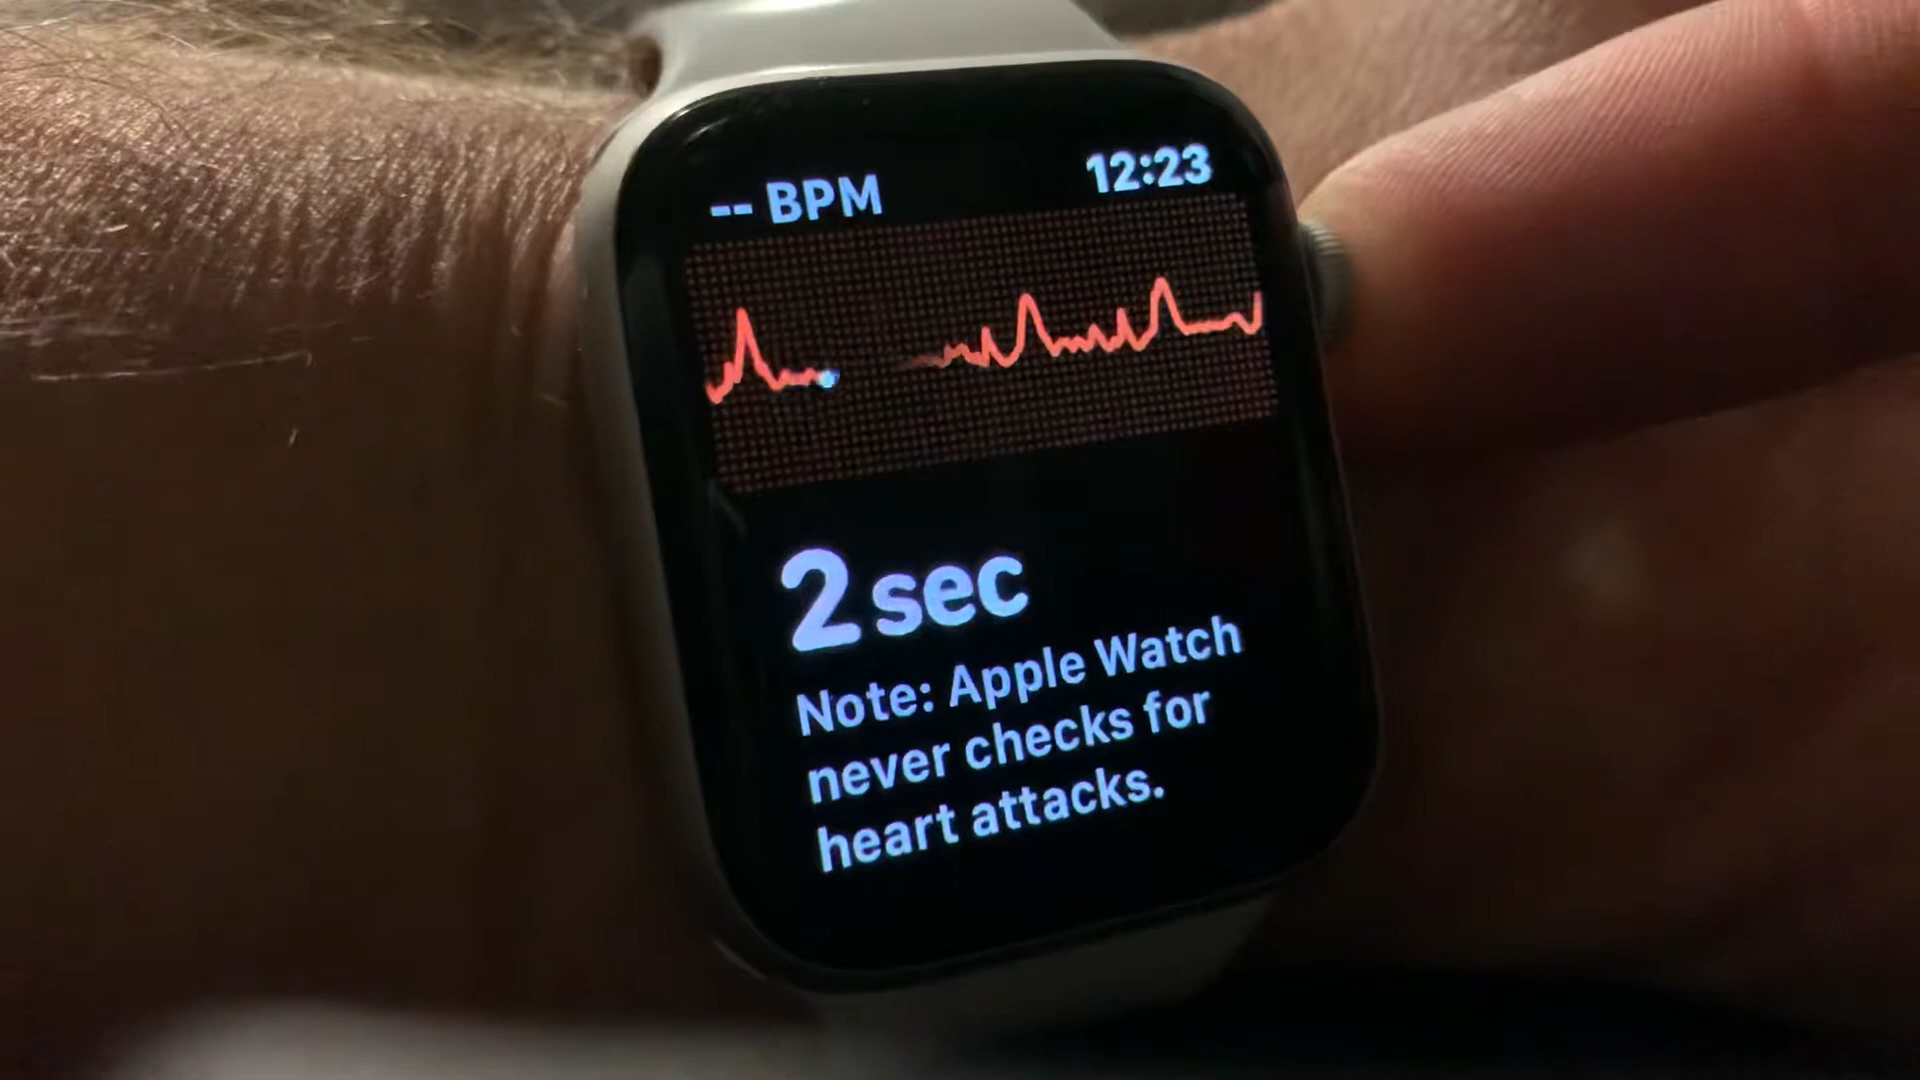 -- BPM 12:23
2 sec
Note: Apple Watch
never checks for
heart attacks.